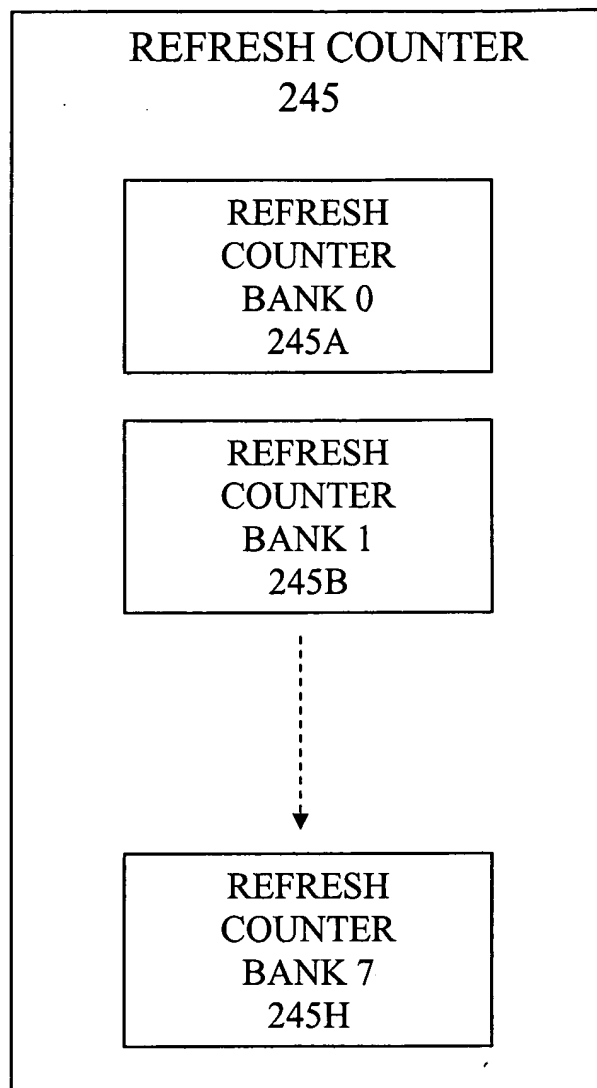 REFRESH COUNTER
245
REFRESH
COUNTER
BANK 0
245A
REFRESH
COUNTER
BANK 1
245B
REFRESH
COUNTER
BANK 7
245H